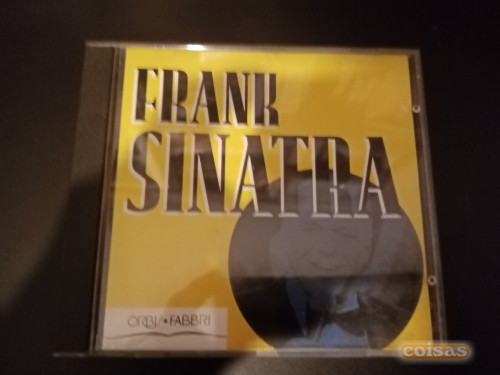 FRANK
SINATRA
ORBIS•FABBRI
coisas